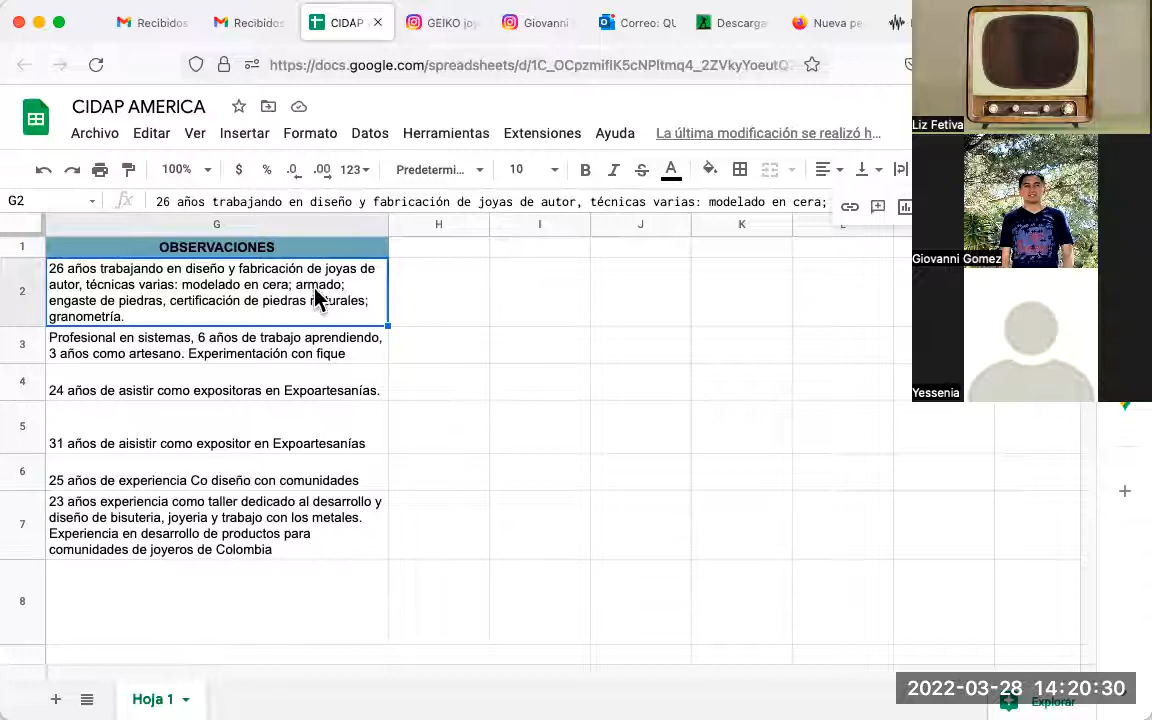 Recibidos
Recibidos
CIDAP
GEIKO joy
Giovanni
Correo: QU
Descarga
Nueva pe
https://docs.google.com/spreadsheets/d/
CIDAP AMERICA
Archivo Editar Ver Insertar Formato Datos Herramientas Extensiones Ayuda La última modificación se realizó h...
100% $ % .0 .00 123 Predetermi... 10 B I S A
G2 fx 26 años trabajando en diseño y fabricación de joyas de autor, técnicas varias: modelado en cera;
G H I J K L
1 OBSERVACIONES
2 26 años trabajando en diseño y fabricación de joyas de
autor, técnicas varias: modelado en cera; armado;
engaste de piedras, certificación de piedras naturales;
granometría.
3 Profesional en sistemas, 6 años de trabajo aprendiendo,
3 años como artesano. Experimentación con fique
4 24 años de asistir como expositoras en Expoartesanías.
5 31 años de aisistir como expositor en Expoartesanías
6 25 años de experiencia Co diseño con comunidades
7 23 años experiencia como taller dedicado al desarrollo y
diseño de bisuteria, joyeria y trabajo con los metales.
Experiencia en desarrollo de productos para
comunidades de joyeros de Colombia
8
Hoja 1
Explorar
Liz Fetiva
Giovanni Gomez
Yessenia
2022-03-28 14:20:30